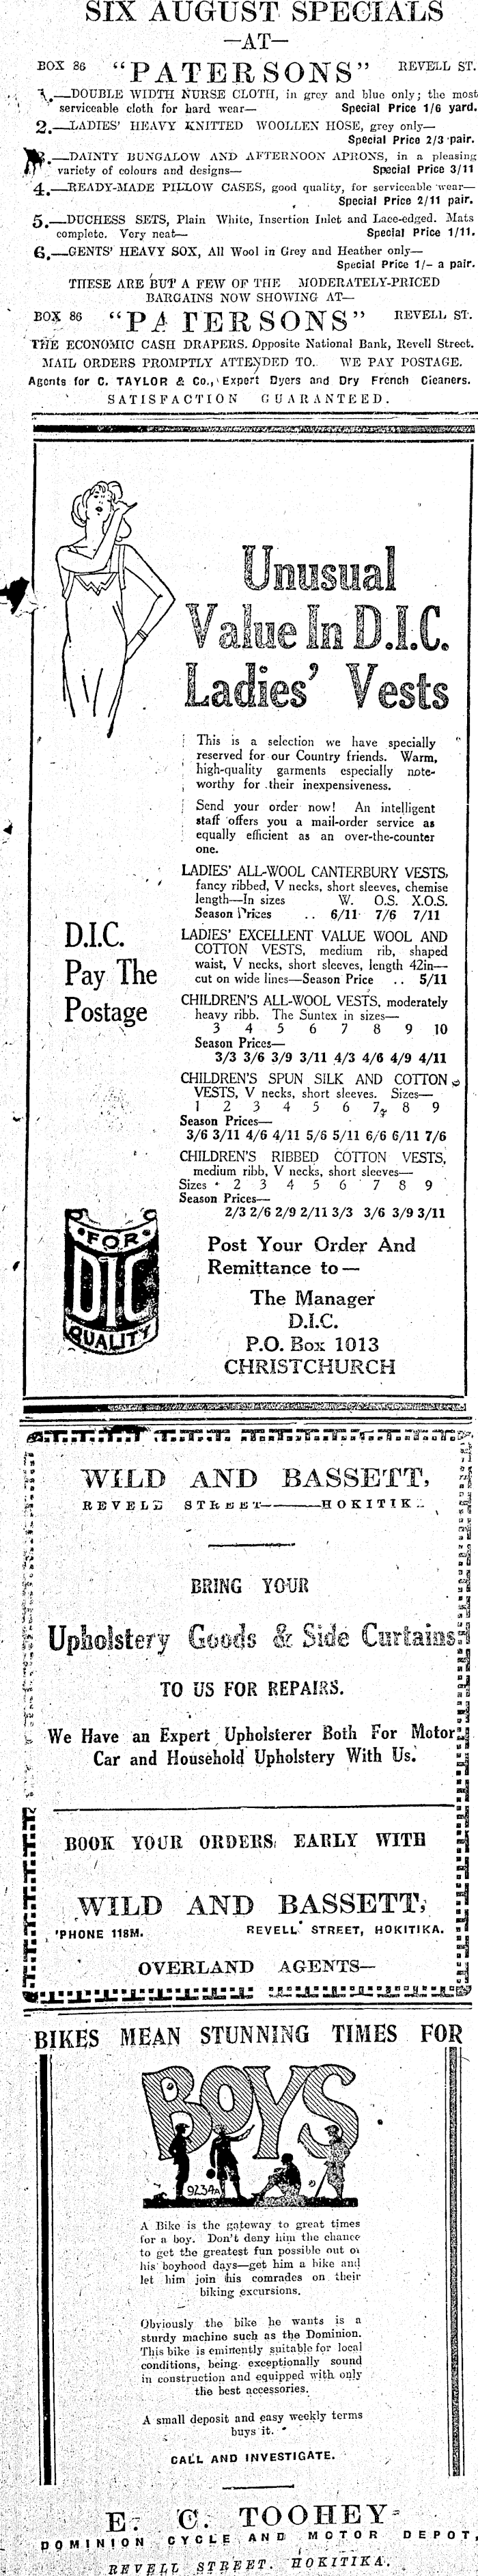 SIX AUGUST SPECIALS
—AT—
BOX 86 "PATERSONS" REVELL ST.
1.—DOUBLE WIDTH NURSE CLOTH, in grey and blue only; the most
serviceable cloth for hard wear— Special Price 1/6 yard.
2.—LADIES' HEAVY KNITTED WOOLLEN HOSE, grey only—
Special Price 2/3 pair.
3.—DAINTY BUNGALOW AND AFTERNOON APRONS, in a pleasing
variety of colours and designs— Special Price 3/11
4.—READY-MADE PILLOW CASES, good quality, for serviceable wear—
Special Price 2/11 pair.
5.—DUCHESS SETS, Plain White, Insertion Inlet and Lace-edged. Mats
complete. Very neat— Special Price 1/11.
6.—GENTS' HEAVY SOX, All Wool in Grey and Heather only—
Special Price 1/- a pair.
THESE ARE BUT A FEW OF THE MODERATELY-PRICED
BARGAINS NOW SHOWING AT—
BOX 86 "PATERSONS" REVELL ST.
THE ECONOMIC CASH DRAPERS. Opposite National Bank, Revell Street.
MAIL ORDERS PROMPTLY ATTENDED TO. WE PAY POSTAGE.
Agents for C. TAYLOR & Co., Expert Dyers and Dry French Cleaners.
SATISFACTION GUARANTEED.
Unusual
Value In D.I.C.
Ladies' Vests
This is a selection we have specially
reserved for our Country friends. Warm,
high-quality garments especially note-
worthy for their inexpensiveness.
Send your order now! An intelligent
staff offers you a mail-order service as
equally efficient as an over-the-counter
one.
LADIES' ALL-WOOL CANTERBURY VESTS,
fancy ribbed, V necks, short sleeves, chemise
length—In sizes W. O.S. X.O.S.
Season Prices .. 6/11 7/6 7/11
LADIES' EXCELLENT VALUE WOOL AND
COTTON VESTS, medium rib, shaped
waist, V necks, short sleeves, length 42in—
cut on wide lines—Season Price .. 5/11
CHILDREN'S ALL-WOOL VESTS, moderately
heavy ribb. The Suntex in sizes—
3 4 5 6 7 8 9 10
Season Prices—
3/3 3/6 3/9 3/11 4/3 4/6 4/9 4/11
CHILDREN'S SPUN SILK AND COTTON
VESTS, V necks, short sleeves. Sizes—
1 2 3 4 5 6 7 8 9
Season Prices—
3/6 3/11 4/6 4/11 5/6 5/11 6/6 6/11 7/6
CHILDREN'S RIBBED COTTON VESTS,
medium ribb, V necks, short sleeves—
Sizes 2 3 4 5 6 7 8 9
Season Prices—
2/3 2/6 2/9 2/11 3/3 3/6 3/9 3/11
D.I.C.
Pay The
Postage
FOR
DIC
QUALITY
Post Your Order And
Remittance to—
The Manager
D.I.C.
P.O. Box 1013
CHRISTCHURCH
WILD AND BASSETT,
REVELL STREET———HOKITIK
BRING YOUR
Upholstery Goods & Side Curtains
TO US FOR REPAIRS.
We Have an Expert Upholsterer Both For Motor
Car and Household Upholstery With Us.
BOOK YOUR ORDERS EARLY WITH
WILD AND BASSETT,
'PHONE 118M. REVELL STREET, HOKITIKA.
OVERLAND AGENTS—
BIKES MEAN STUNNING TIMES FOR
BOYS
9234A
A Bike is the gateway to great times
for a boy. Don't deny him the chance
to get the greatest fun possible out of
his boyhood days—get him a bike and
let him join his comrades on their
biking excursions.
Obviously the bike he wants is a
sturdy machine such as the Dominion.
This bike is eminently suitable for local
conditions, being exceptionally sound
in construction and equipped with only
the best accessories.
A small deposit and easy weekly terms
buys it.
CALL AND INVESTIGATE.
E. C. TOOHEY
DOMINION CYCLE AND MOTOR DEPOT,
REVELL STREET. HOKITIKA.